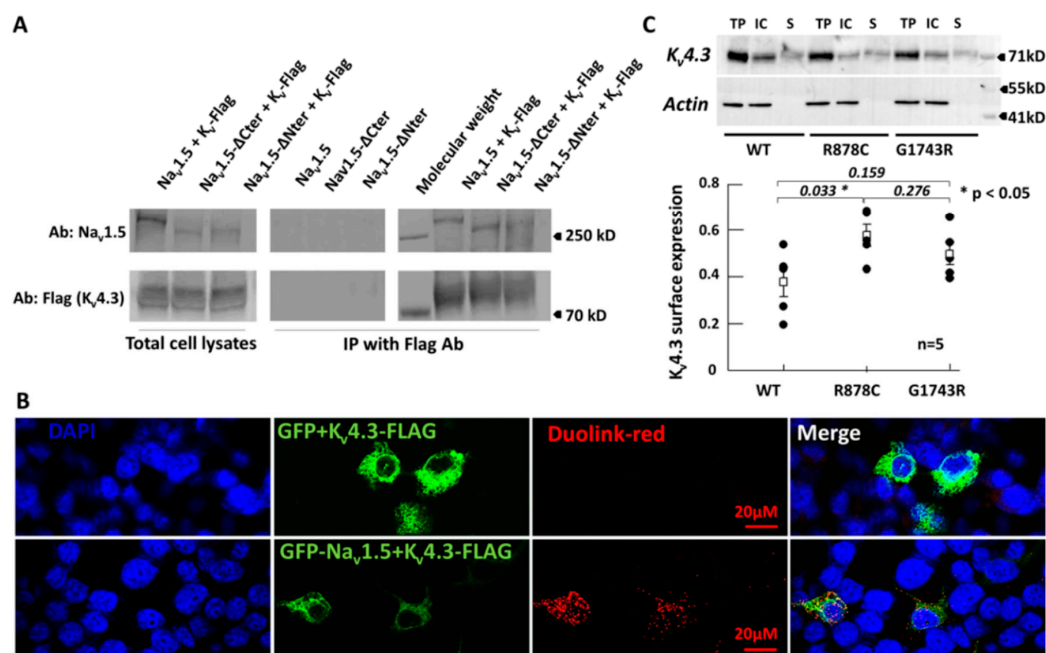 A
Nav1.5 + Kv-Flag
Nav1.5-ΔCter + Kv-Flag
Nav1.5-ΔNter + Kv-Flag
Nav1.5
Nav1.5-ΔCter
Nav1.5-ΔNter
Molecular weight
Nav1.5 + Kv-Flag
Nav1.5-ΔCter + Kv-Flag
Nav1.5-ΔNter + Kv-Flag
Ab: Nav1.5
250 kD
Ab: Flag (Kv4.3)
70 kD
Total cell lysates
IP with Flag Ab
C
TP IC S TP IC S TP IC S
Kv4.3
71kD
55kD
Actin
41kD
WT R878C G1743R
0.159
0.033 * 0.276
* p < 0.05
Kv4.3 surface expression
0.8
0.6
0.4
0.2
0
n=5
WT R878C G1743R
B
DAPI GFP+Kv4.3-FLAG Duolink-red Merge
20μM
GFP-Nav1.5+Kv4.3-FLAG
20μM